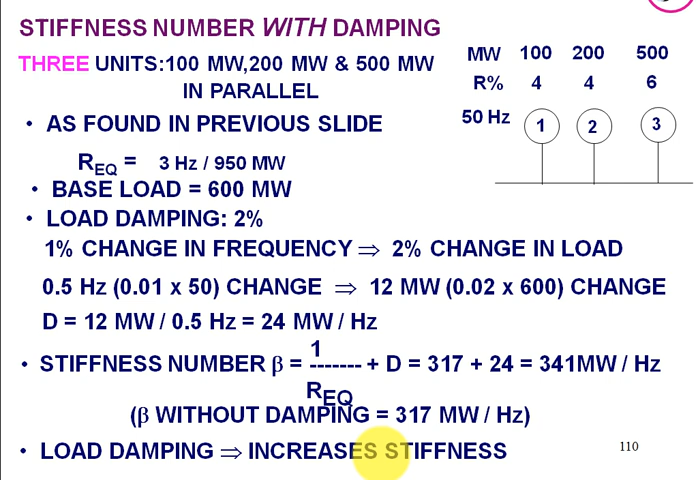 STIFFNESS NUMBER WITH DAMPING
THREE UNITS:100 MW,200 MW & 500 MW
IN PARALLEL
MW 100 200 500
R% 4 4 6
50 Hz 1 2 3
• AS FOUND IN PREVIOUS SLIDE
REQ = 3 Hz / 950 MW
• BASE LOAD = 600 MW
• LOAD DAMPING: 2%
1% CHANGE IN FREQUENCY ⇒ 2% CHANGE IN LOAD
0.5 Hz (0.01 x 50) CHANGE ⇒ 12 MW (0.02 x 600) CHANGE
D = 12 MW / 0.5 Hz = 24 MW / Hz
1
• STIFFNESS NUMBER β = ------- + D = 317 + 24 = 341MW / Hz
REQ
(β WITHOUT DAMPING = 317 MW / Hz)
• LOAD DAMPING ⇒ INCREASES STIFFNESS
110